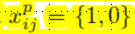 x_{ij}^{p} = {1,0}